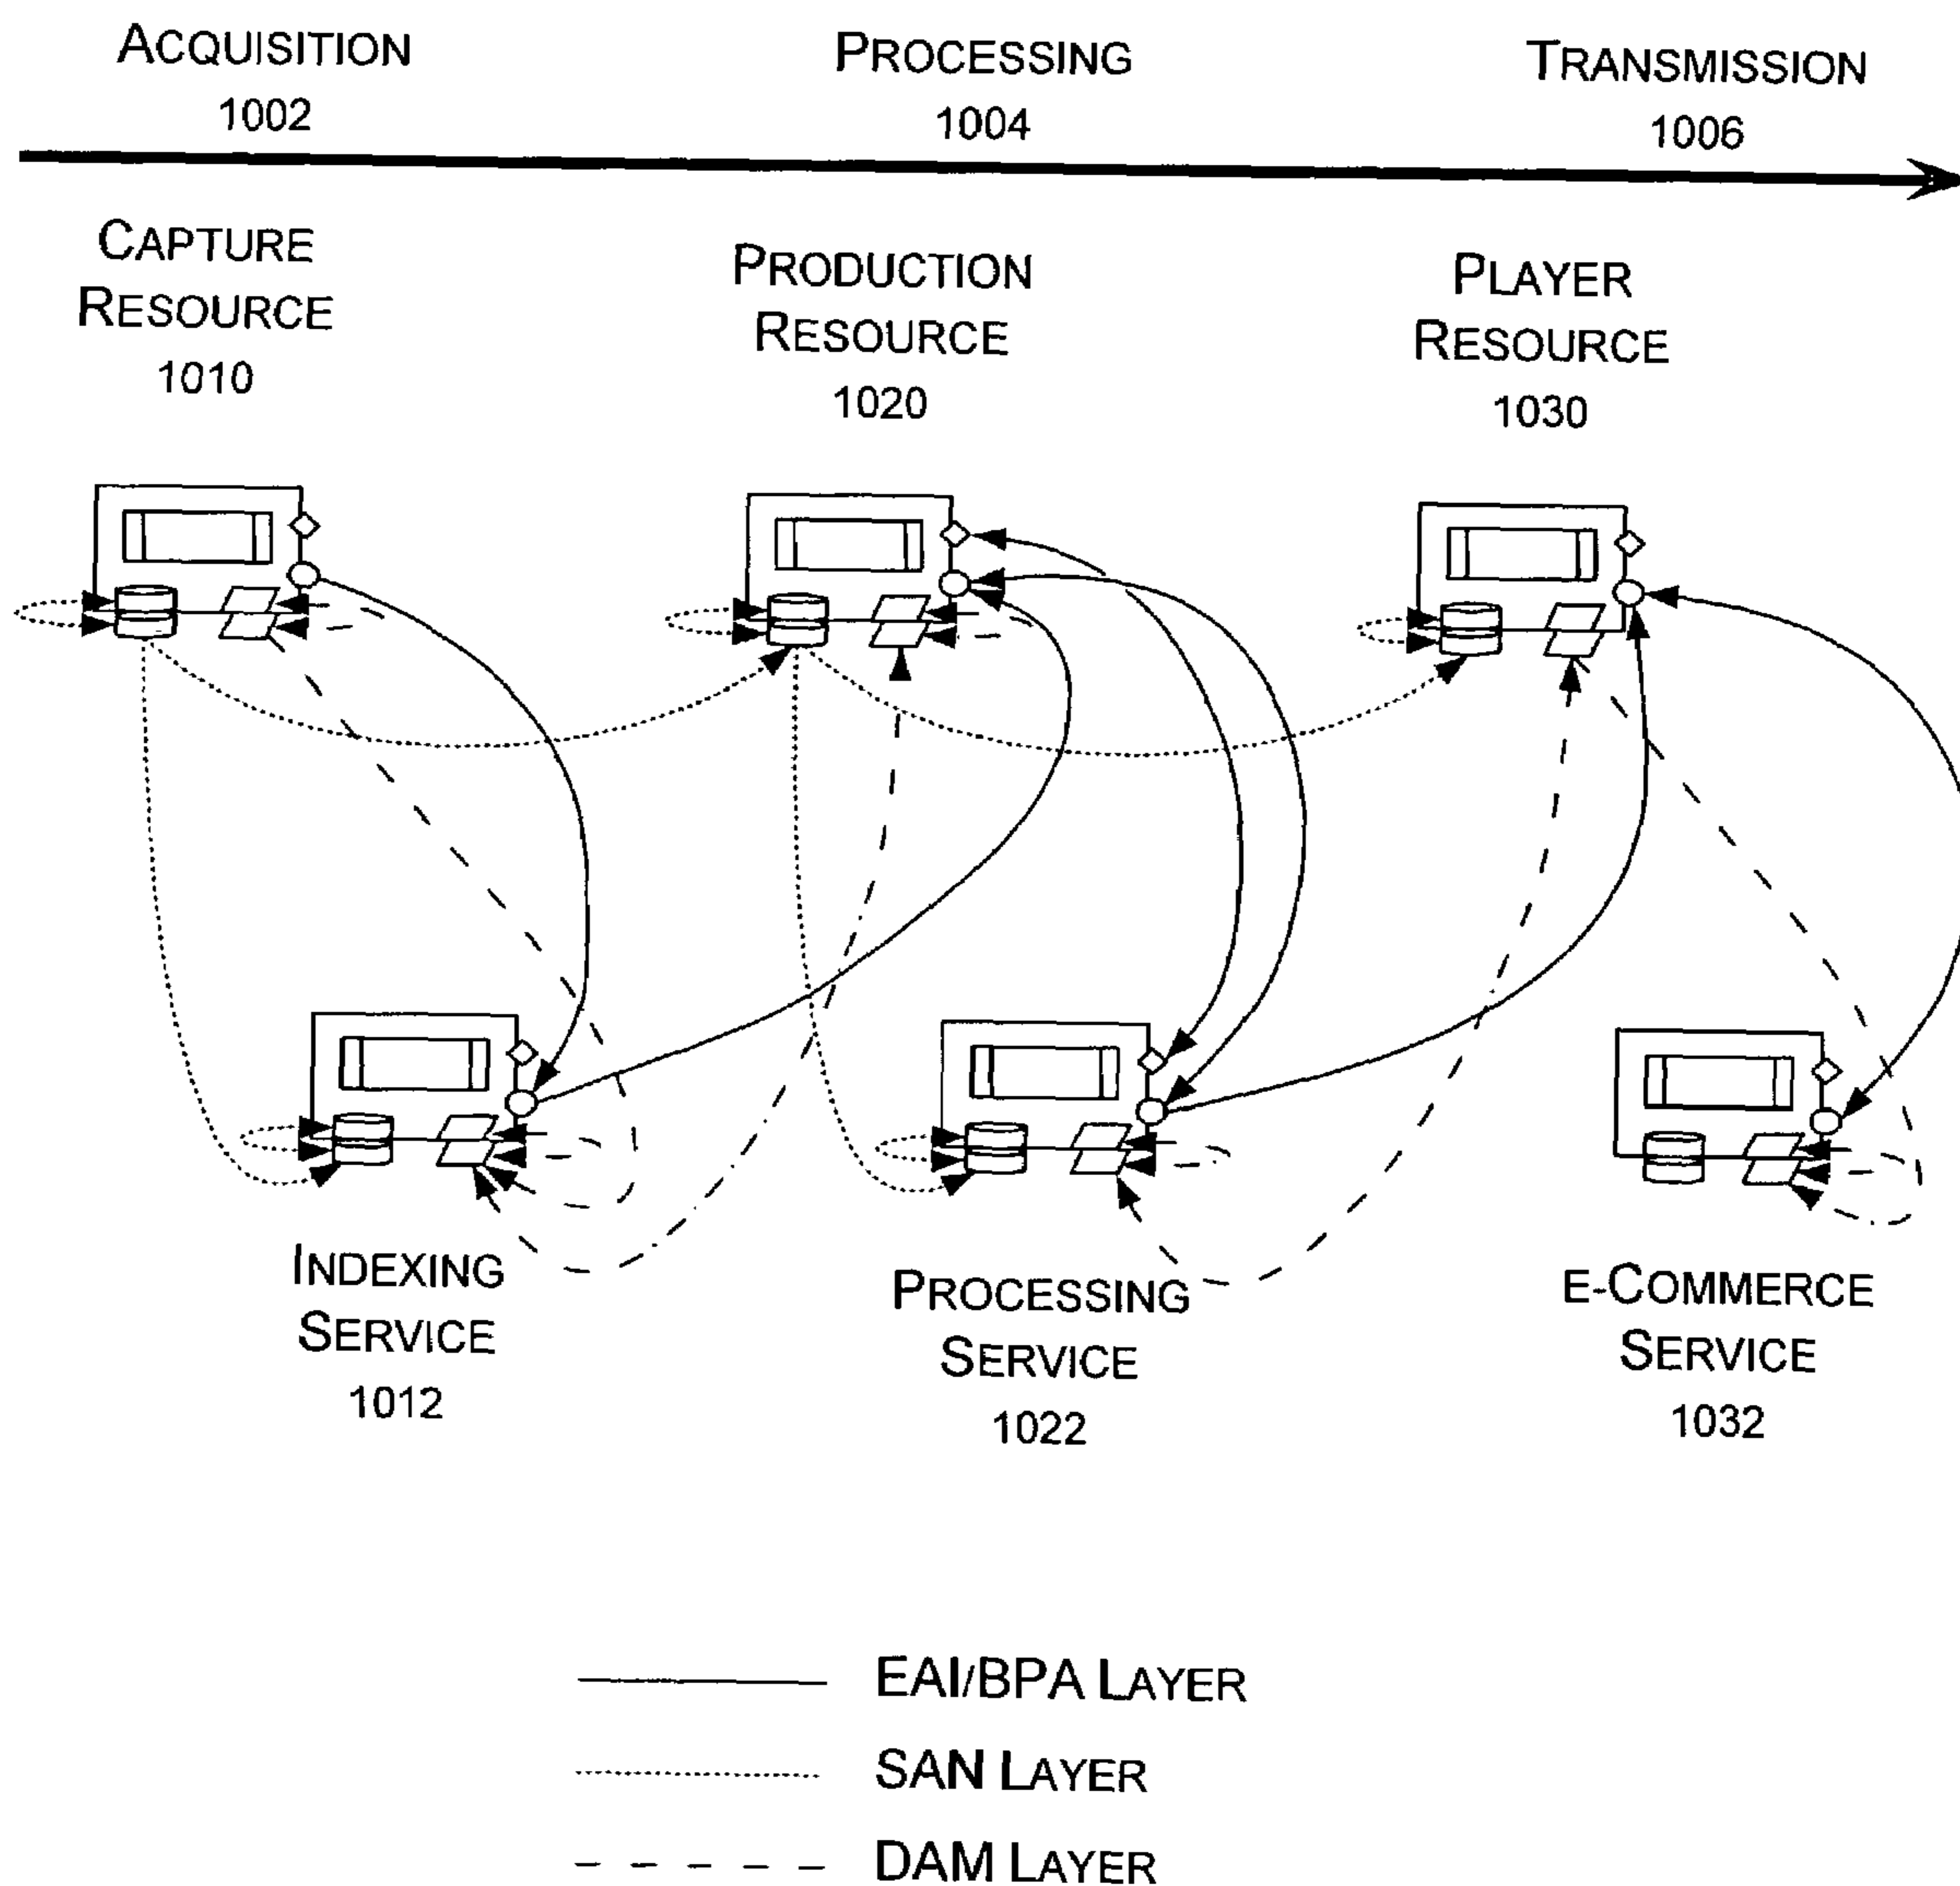 ACQUISITION
1002
PROCESSING
1004
TRANSMISSION
1006
CAPTURE
RESOURCE
1010
PRODUCTION
RESOURCE
1020
PLAYER
RESOURCE
1030
INDEXING
SERVICE
1012
PROCESSING
SERVICE
1022
E-COMMERCE
SERVICE
1032
EAI/BPA LAYER
SAN LAYER
DAM LAYER